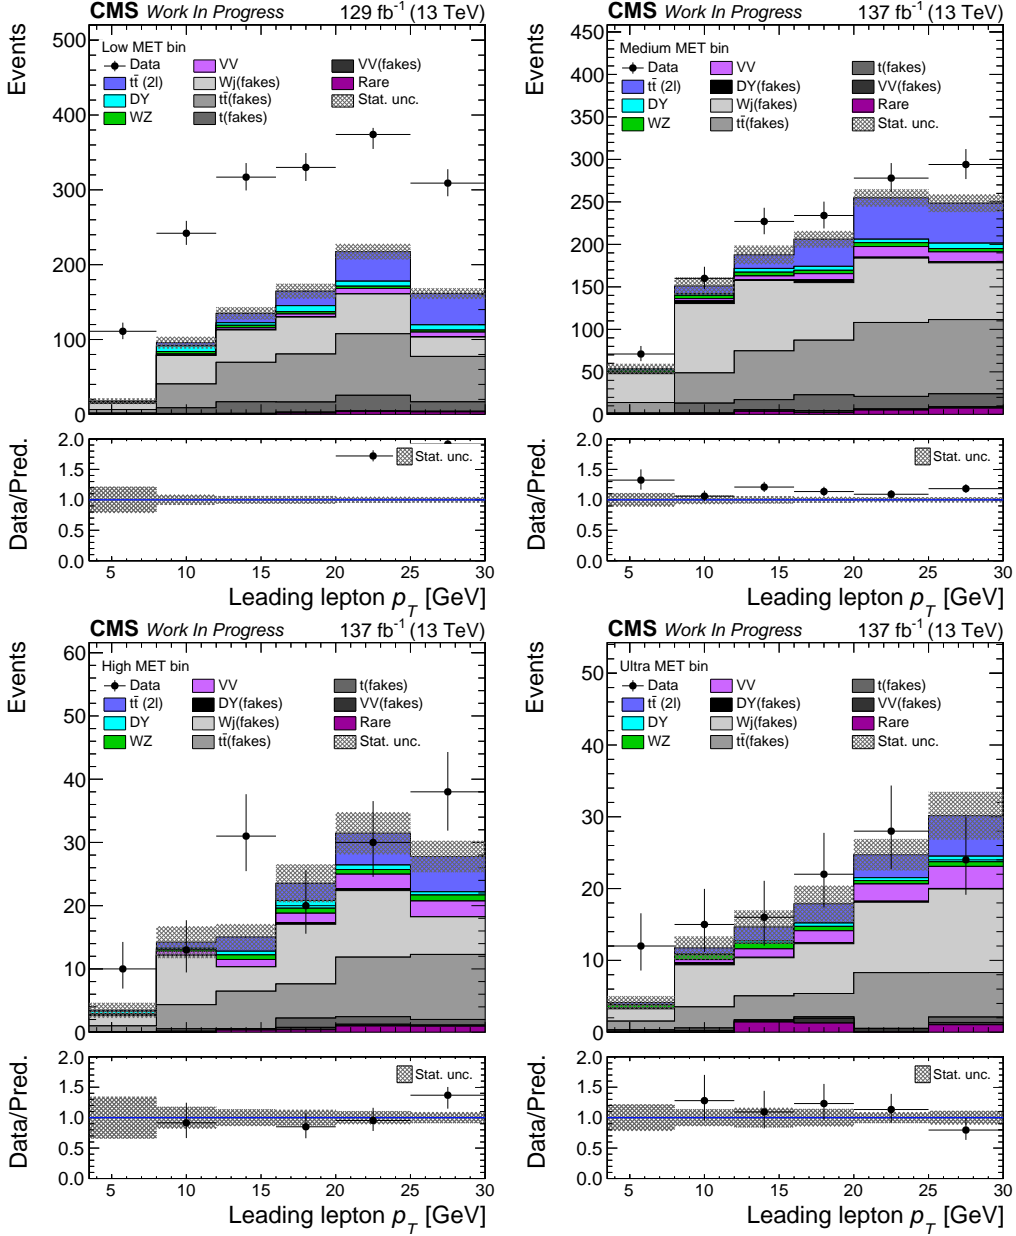 CMS Work In Progress 129 fb⁻¹ (13 TeV)
Events
500
400
300
200
100
0
Low MET bin
Data
tt̄ (2l)
DY
WZ
VV
Wj(fakes)
tt̄(fakes)
t(fakes)
VV(fakes)
Rare
Stat. unc.
Data/Pred.
2.0
1.5
1.0
0.5
0.0
Stat. unc.
5 10 15 20 25 30
Leading lepton p_T [GeV]
CMS Work In Progress 137 fb⁻¹ (13 TeV)
Events
450
400
350
300
250
200
150
100
50
0
Medium MET bin
Data
tt̄ (2l)
DY
WZ
VV
DY(fakes)
Wj(fakes)
tt̄(fakes)
t(fakes)
VV(fakes)
Rare
Stat. unc.
Data/Pred.
2.0
1.5
1.0
0.5
0.0
Stat. unc.
5 10 15 20 25 30
Leading lepton p_T [GeV]
CMS Work In Progress 137 fb⁻¹ (13 TeV)
Events
60
50
40
30
20
10
0
High MET bin
Data
tt̄ (2l)
DY
WZ
VV
DY(fakes)
Wj(fakes)
tt̄(fakes)
t(fakes)
VV(fakes)
Rare
Stat. unc.
Data/Pred.
2.0
1.5
1.0
0.5
0.0
Stat. unc.
5 10 15 20 25 30
Leading lepton p_T [GeV]
CMS Work In Progress 137 fb⁻¹ (13 TeV)
Events
50
40
30
20
10
0
Ultra MET bin
Data
tt̄ (2l)
DY
WZ
VV
DY(fakes)
Wj(fakes)
tt̄(fakes)
t(fakes)
VV(fakes)
Rare
Stat. unc.
Data/Pred.
2.0
1.5
1.0
0.5
0.0
Stat. unc.
5 10 15 20 25 30
Leading lepton p_T [GeV]